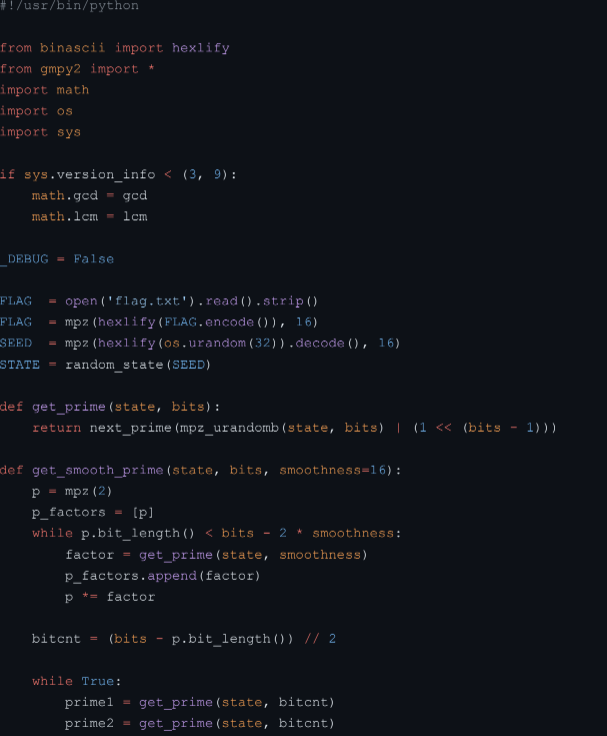 #!/usr/bin/python

from binascii import hexlify
from gmpy2 import *
import math
import os
import sys

if sys.version_info < (3, 9):
    math.gcd = gcd
    math.lcm = lcm

_DEBUG = False

FLAG  = open('flag.txt').read().strip()
FLAG  = mpz(hexlify(FLAG.encode()), 16)
SEED  = mpz(hexlify(os.urandom(32)).decode(), 16)
STATE = random_state(SEED)

def get_prime(state, bits):
    return next_prime(mpz_urandomb(state, bits) | (1 << (bits - 1)))

def get_smooth_prime(state, bits, smoothness=16):
    p = mpz(2)
    p_factors = [p]
    while p.bit_length() < bits - 2 * smoothness:
        factor = get_prime(state, smoothness)
        p_factors.append(factor)
        p *= factor

    bitcnt = (bits - p.bit_length()) // 2

    while True:
        prime1 = get_prime(state, bitcnt)
        prime2 = get_prime(state, bitcnt)